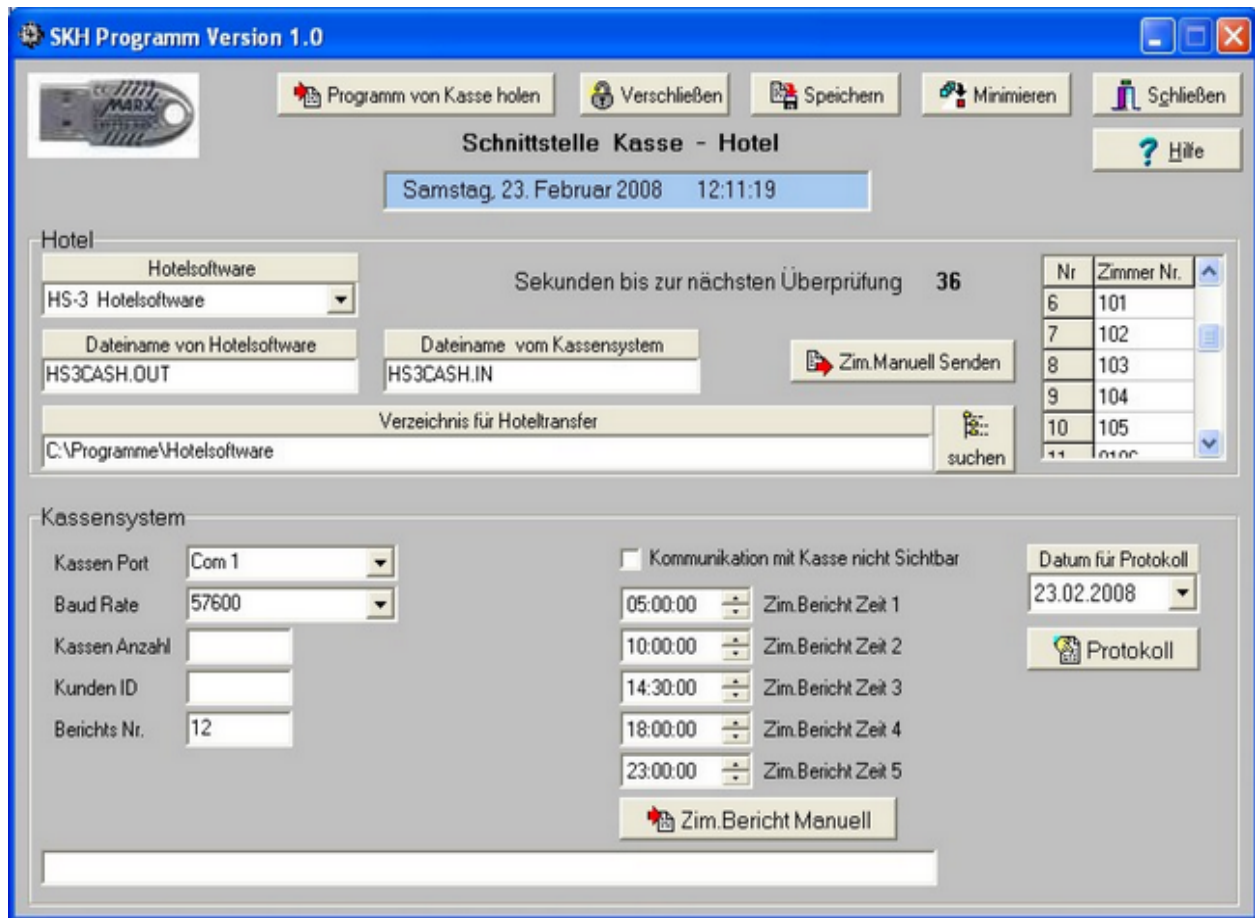 SKH Programm Version 1.0
MARX
Programm von Kasse holen
Verschließen
Speichern
Minimieren
Schließen
Schnittstelle Kasse - Hotel
Hilfe
Samstag, 23. Februar 2008 12:11:19
Hotel
Hotelsoftware
HS-3 Hotelsoftware
Sekunden bis zur nächsten Überprüfung 36
Dateiname von Hotelsoftware
HS3CASH.OUT
Dateiname vom Kassensystem
HS3CASH.IN
Zim.Manuell Senden
Verzeichnis für Hoteltransfer
C:\Programme\Hotelsoftware
suchen
Nr Zimmer Nr.
6 101
7 102
8 103
9 104
10 105
Kassensystem
Kassen Port Com 1
Baud Rate 57600
Kassen Anzahl
Kunden ID
Berichts Nr. 12
Kommunikation mit Kasse nicht Sichtbar
05:00:00 Zim.Bericht Zeit 1
10:00:00 Zim.Bericht Zeit 2
14:30:00 Zim.Bericht Zeit 3
18:00:00 Zim.Bericht Zeit 4
23:00:00 Zim.Bericht Zeit 5
Zim.Bericht Manuell
Datum für Protokoll
23.02.2008
Protokoll